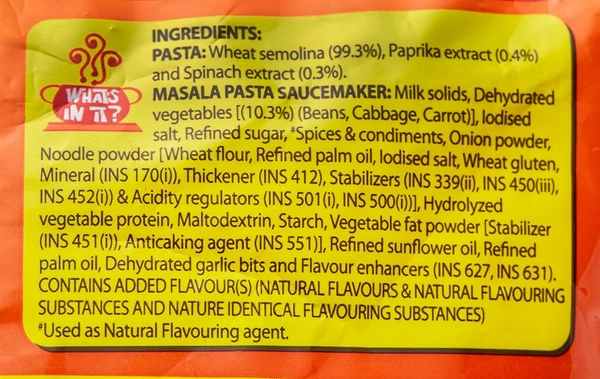 WHATS
IN IT?
INGREDIENTS:
PASTA: Wheat semolina (99.3%), Paprika extract (0.4%)
and Spinach extract (0.3%).
MASALA PASTA SAUCEMAKER: Milk solids, Dehydrated
vegetables [(10.3%) (Beans, Cabbage, Carrot)], Iodised
salt, Refined sugar, #Spices & condiments, Onion powder,
Noodle powder [Wheat flour, Refined palm oil, Iodised salt, Wheat gluten,
Mineral (INS 170(i)), Thickener (INS 412), Stabilizers (INS 339(ii), INS 450(iii),
INS 452(i)) & Acidity regulators (INS 501(i), INS 500(i))], Hydrolyzed
vegetable protein, Maltodextrin, Starch, Vegetable fat powder [Stabilizer
(INS 451(i)), Anticaking agent (INS 551)], Refined sunflower oil, Refined
palm oil, Dehydrated garlic bits and Flavour enhancers (INS 627, INS 631).
CONTAINS ADDED FLAVOUR(S) (NATURAL FLAVOURS & NATURAL FLAVOURING
SUBSTANCES AND NATURE IDENTICAL FLAVOURING SUBSTANCES)
#Used as Natural Flavouring agent.